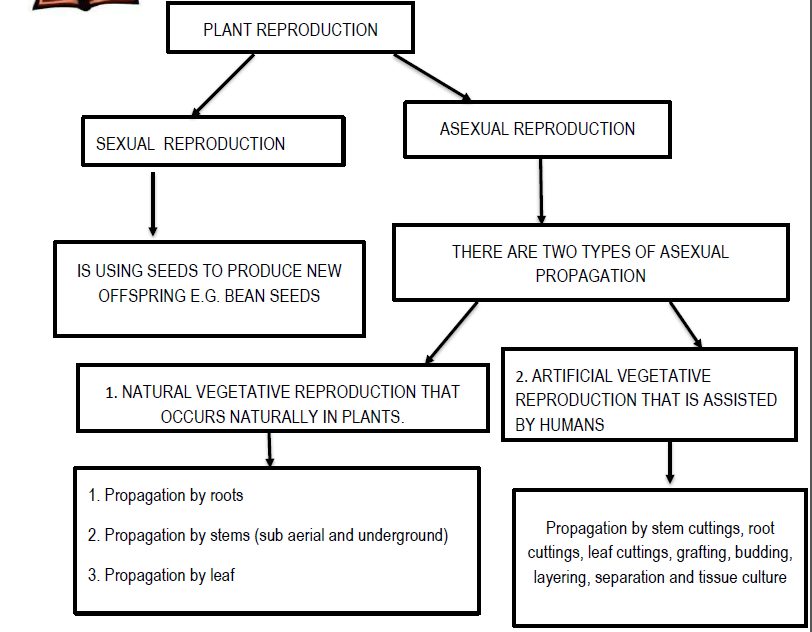 PLANT REPRODUCTION
SEXUAL REPRODUCTION
ASEXUAL REPRODUCTION
IS USING SEEDS TO PRODUCE NEW
OFFSPRING E.G. BEAN SEEDS
THERE ARE TWO TYPES OF ASEXUAL
PROPAGATION
1. NATURAL VEGETATIVE REPRODUCTION THAT
OCCURS NATURALLY IN PLANTS.
2. ARTIFICIAL VEGETATIVE
REPRODUCTION THAT IS ASSISTED
BY HUMANS
1. Propagation by roots
2. Propagation by stems (sub aerial and underground)
3. Propagation by leaf
Propagation by stem cuttings, root
cuttings, leaf cuttings, grafting, budding,
layering, separation and tissue culture